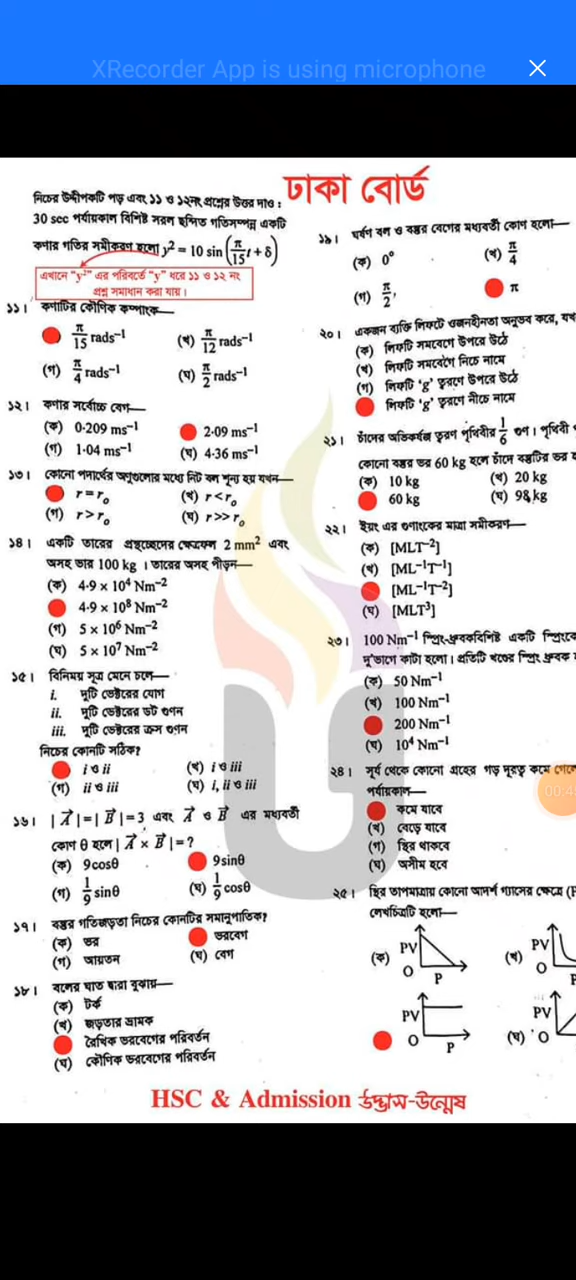 XRecorder App is using microphone
ঢাকা বোর্ড
নিচের উদ্দীপকটি পড় এবং ১১ ও ১২নং প্রশ্নের উত্তর দাও :
30 sec পর্যায়কাল বিশিষ্ট সরল ছন্দিত গতিসম্পন্ন একটি
কণার গতির সমীকরণ হলো y² = 10 sin (π/15 t + δ)
এখানে "y²" এর পরিবর্তে "y" ধরে ১১ ও ১২ নং
প্রশ্ন সমাধান করা যায়।
১১। কণাটির কৌণিক কম্পাংক—
π/15 rads⁻¹ (খ) π/12 rads⁻¹
(গ) π/4 rads⁻¹ (ঘ) π/2 rads⁻¹
১২। কণার সর্বোচ্চ বেগ—
(ক) 0·209 ms⁻¹ 2·09 ms⁻¹
(গ) 1·04 ms⁻¹ (ঘ) 4·36 ms⁻¹
১৩। কোনো পদার্থের অণুগুলোর মধ্যে নিট বল শূন্য হয় যখন—
r = r₀ (খ) r < r₀
(গ) r > r₀ (ঘ) r >> r₀
১৪। একটি তারের প্রস্থচ্ছেদের ক্ষেত্রফল 2 mm² এবং
অসহ ভার 100 kg । তারের অসহ পীড়ন—
(ক) 4·9 × 10⁴ Nm⁻²
4·9 × 10⁸ Nm⁻²
(গ) 5 × 10⁶ Nm⁻²
(ঘ) 5 × 10⁷ Nm⁻²
১৫। বিনিময় সূত্র মেনে চলে—
i. দুটি ভেক্টরের যোগ
ii. দুটি ভেক্টরের ডট গুণন
iii. দুটি ভেক্টরের ক্রস গুণন
নিচের কোনটি সঠিক?
i ও ii (খ) i ও iii
(গ) ii ও iii (ঘ) i, ii ও iii
১৬। |A⃗| = |B⃗| = 3 এবং A⃗ ও B⃗ এর মধ্যবর্তী
কোণ θ হলে |A⃗ × B⃗| = ?
(ক) 9cosθ 9sinθ
(গ) 1/9 sinθ (ঘ) 1/9 cosθ
১৭। বস্তুর গতিজড়তা নিচের কোনটির সমানুপাতিক?
(ক) ভর ভরবেগ
(গ) আয়তন (ঘ) বেগ
১৮। বলের ঘাত দ্বারা বুঝায়—
(ক) টর্ক
(খ) জড়তার ভ্রামক
রৈখিক ভরবেগের পরিবর্তন
(ঘ) কৌণিক ভরবেগের পরিবর্তন
১৯। ঘর্ষণ বল ও বস্তুর বেগের মধ্যবর্তী কোণ হলো—
(ক) 0° (খ) π/4
(গ) π/2, π
২০। একজন ব্যক্তি লিফটে ওজনহীনতা অনুভব করে, যখ
(ক) লিফটি সমবেগে উপরে উঠে
(খ) লিফটি সমবেগে নিচে নামে
(গ) লিফটি 'g' ত্বরণে উপরে উঠে
লিফটি 'g' ত্বরণে নীচে নামে
২১। চাঁদের অভিকর্ষজ ত্বরণ পৃথিবীর 1/6 গুণ। পৃথিবী
কোনো বস্তুর ভর 60 kg হলে চাঁদে বস্তুটির ভর
(ক) 10 kg (খ) 20 kg
60 kg (ঘ) 98 kg
২২। ইয়ং এর গুণাংকের মাত্রা সমীকরণ—
(ক) [MLT⁻²]
(খ) [ML⁻¹T⁻¹]
[ML⁻¹T⁻²]
(ঘ) [MLT³]
২৩। 100 Nm⁻¹ স্প্রিং-ধ্রুবকবিশিষ্ট একটি স্প্রিংকে
দু'ভাগে কাটা হলো। প্রতিটি খণ্ডের স্প্রিং ধ্রুবক
(ক) 50 Nm⁻¹
(খ) 100 Nm⁻¹
200 Nm⁻¹
(ঘ) 10⁴ Nm⁻¹
২৪। সূর্য থেকে কোনো গ্রহের গড় দূরত্ব কমে গেলে
পর্যায়কাল—
কমে যাবে
(খ) বেড়ে যাবে
(গ) স্থির থাকবে
(ঘ) অসীম হবে
২৫। স্থির তাপমাত্রায় কোনো আদর্শ গ্যাসের ক্ষেত্রে (P
লেখচিত্রটি হলো—
(ক) PV O P (খ) PV O P
PV O P (ঘ) PV O
HSC & Admission উদ্ভাস-উন্মেষ